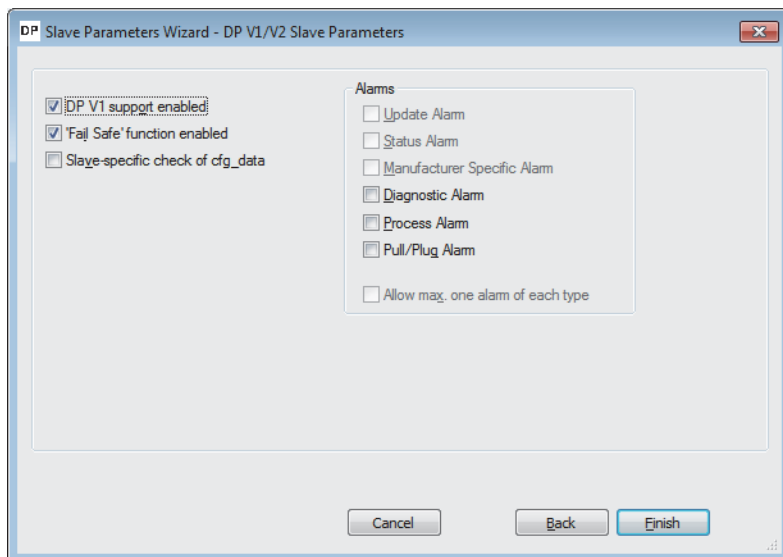 DP Slave Parameters Wizard - DP V1/V2 Slave Parameters
DP V1 support enabled
'Fail Safe' function enabled
Slave-specific check of cfg_data
Alarms
Update Alarm
Status Alarm
Manufacturer Specific Alarm
Diagnostic Alarm
Process Alarm
Pull/Plug Alarm
Allow max. one alarm of each type
Cancel
Back
Finish